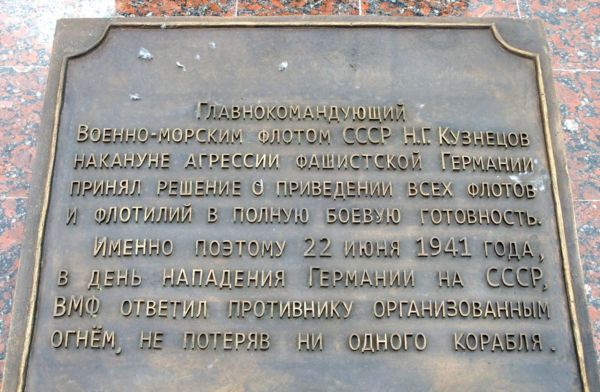 Главнокомандующий
Военно-морским флотом СССР Н.Г. Кузнецов
накануне агрессии фашистской Германии
принял решение о приведении всех флотов
и флотилий в полную боевую готовность.
Именно поэтому 22 июня 1941 года,
в день нападения Германии на СССР,
ВМФ ответил противнику организованным
огнём, не потеряв ни одного корабля.